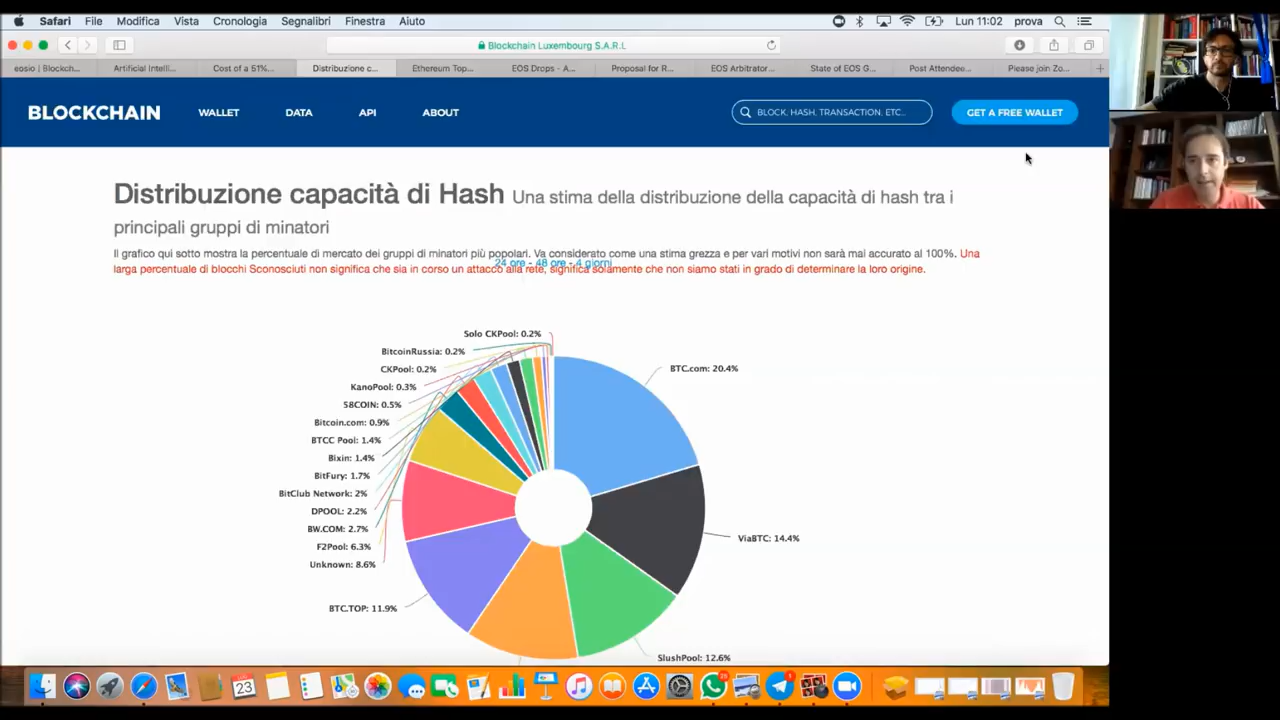 Safari File Modifica Vista Cronologia Segnalibri Finestra Aiuto Lun 11:02 prova
Blockchain Luxembourg S.A.R.L
eosio | Blockch... Artificial Intelli... Cost of a 51%... Distribuzione c... Ethereum Top... EOS Drops - A... Proposal for R... EOS Arbitrator... State of EOS G... Post Attendee... Please join Zo...
BLOCKCHAIN WALLET DATA API ABOUT BLOCK, HASH, TRANSACTION, ETC... GET A FREE WALLET
Distribuzione capacità di Hash Una stima della distribuzione della capacità di hash tra i
principali gruppi di minatori
Il grafico qui sotto mostra la percentuale di mercato dei gruppi di minatori più popolari. Va considerato come una stima grezza e per vari motivi non sarà mai accurato al 100%. Una
24 ore - 48 ore - 4 giorni
larga percentuale di blocchi Sconosciuti non significa che sia in corso un attacco alla rete, significa solamente che non siamo stati in grado di determinare la loro origine.
Solo CKPool: 0.2%
BitcoinRussia: 0.2%
BTC.com: 20.4%
CKPool: 0.2%
KanoPool: 0.3%
58COIN: 0.5%
Bitcoin.com: 0.9%
BTCC Pool: 1.4%
Bixin: 1.4%
BitFury: 1.7%
BitClub Network: 2%
DPOOL: 2.2%
BW.COM: 2.7%
ViaBTC: 14.4%
F2Pool: 6.3%
Unknown: 8.6%
BTC.TOP: 11.9%
SlushPool: 12.6%
23